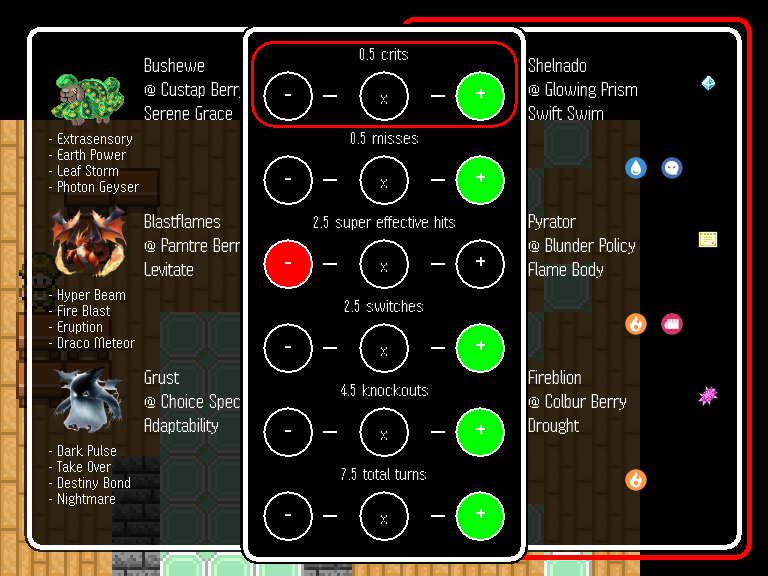 Bushewe
@ Custap Berr
Serene Grace
- Extrasensory
- Earth Power
- Leaf Storm
- Photon Geyser
Blastflames
@ Pamtre Berr
Levitate
- Hyper Beam
- Fire Blast
- Eruption
- Draco Meteor
Grust
@ Choice Spec
Adaptability
- Dark Pulse
- Take Over
- Destiny Bond
- Nightmare
0.5 crits
- x +
0.5 misses
- x +
2.5 super effective hits
- x +
2.5 switches
- x +
4.5 knockouts
- x +
7.5 total turns
- x +
Shelnado
@ Glowing Prism
Swift Swim
Pyrator
@ Blunder Policy
Flame Body
Fireblion
@ Colbur Berry
Drought